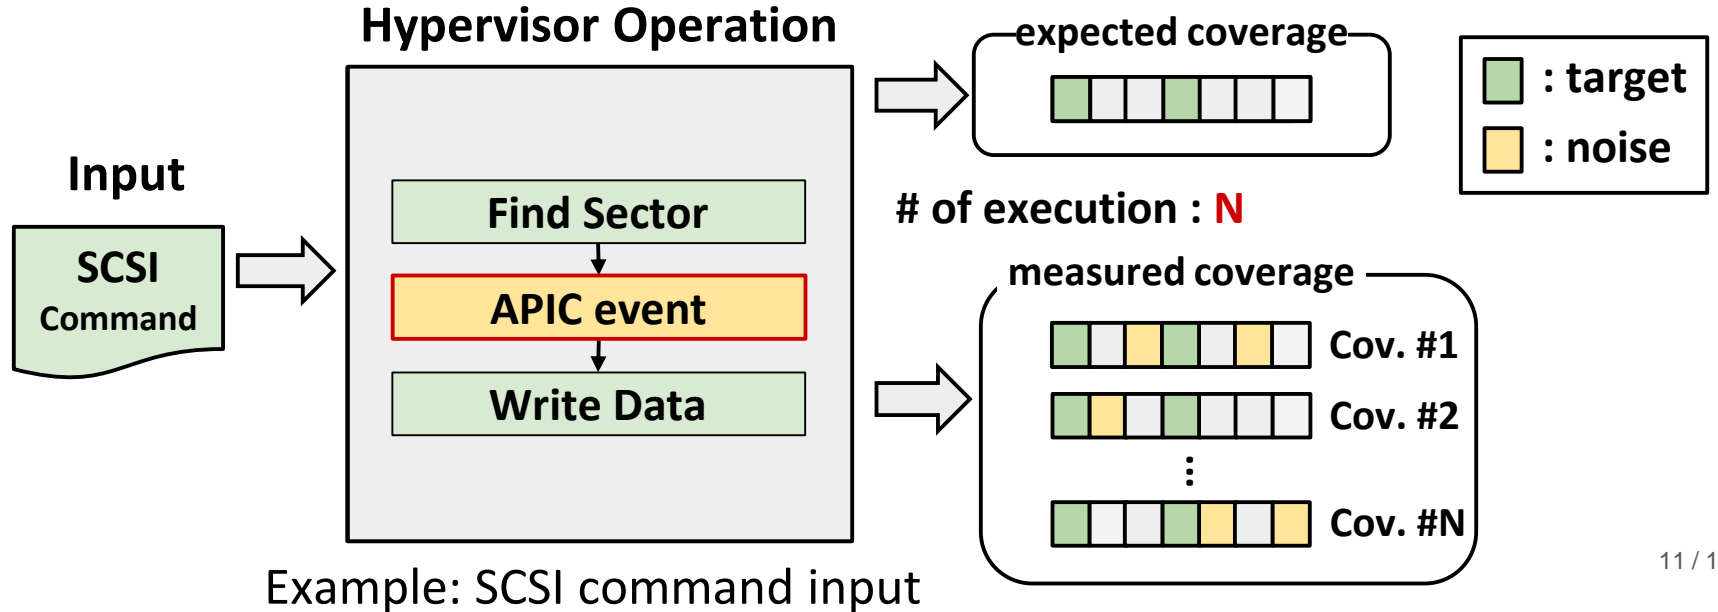 Hypervisor Operation
expected coverage
: target
: noise
Input
SCSI
Command
Find Sector
APIC event
Write Data
# of execution : N
measured coverage
Cov. #1
Cov. #2
...
Cov. #N
Example: SCSI command input
11 / 1